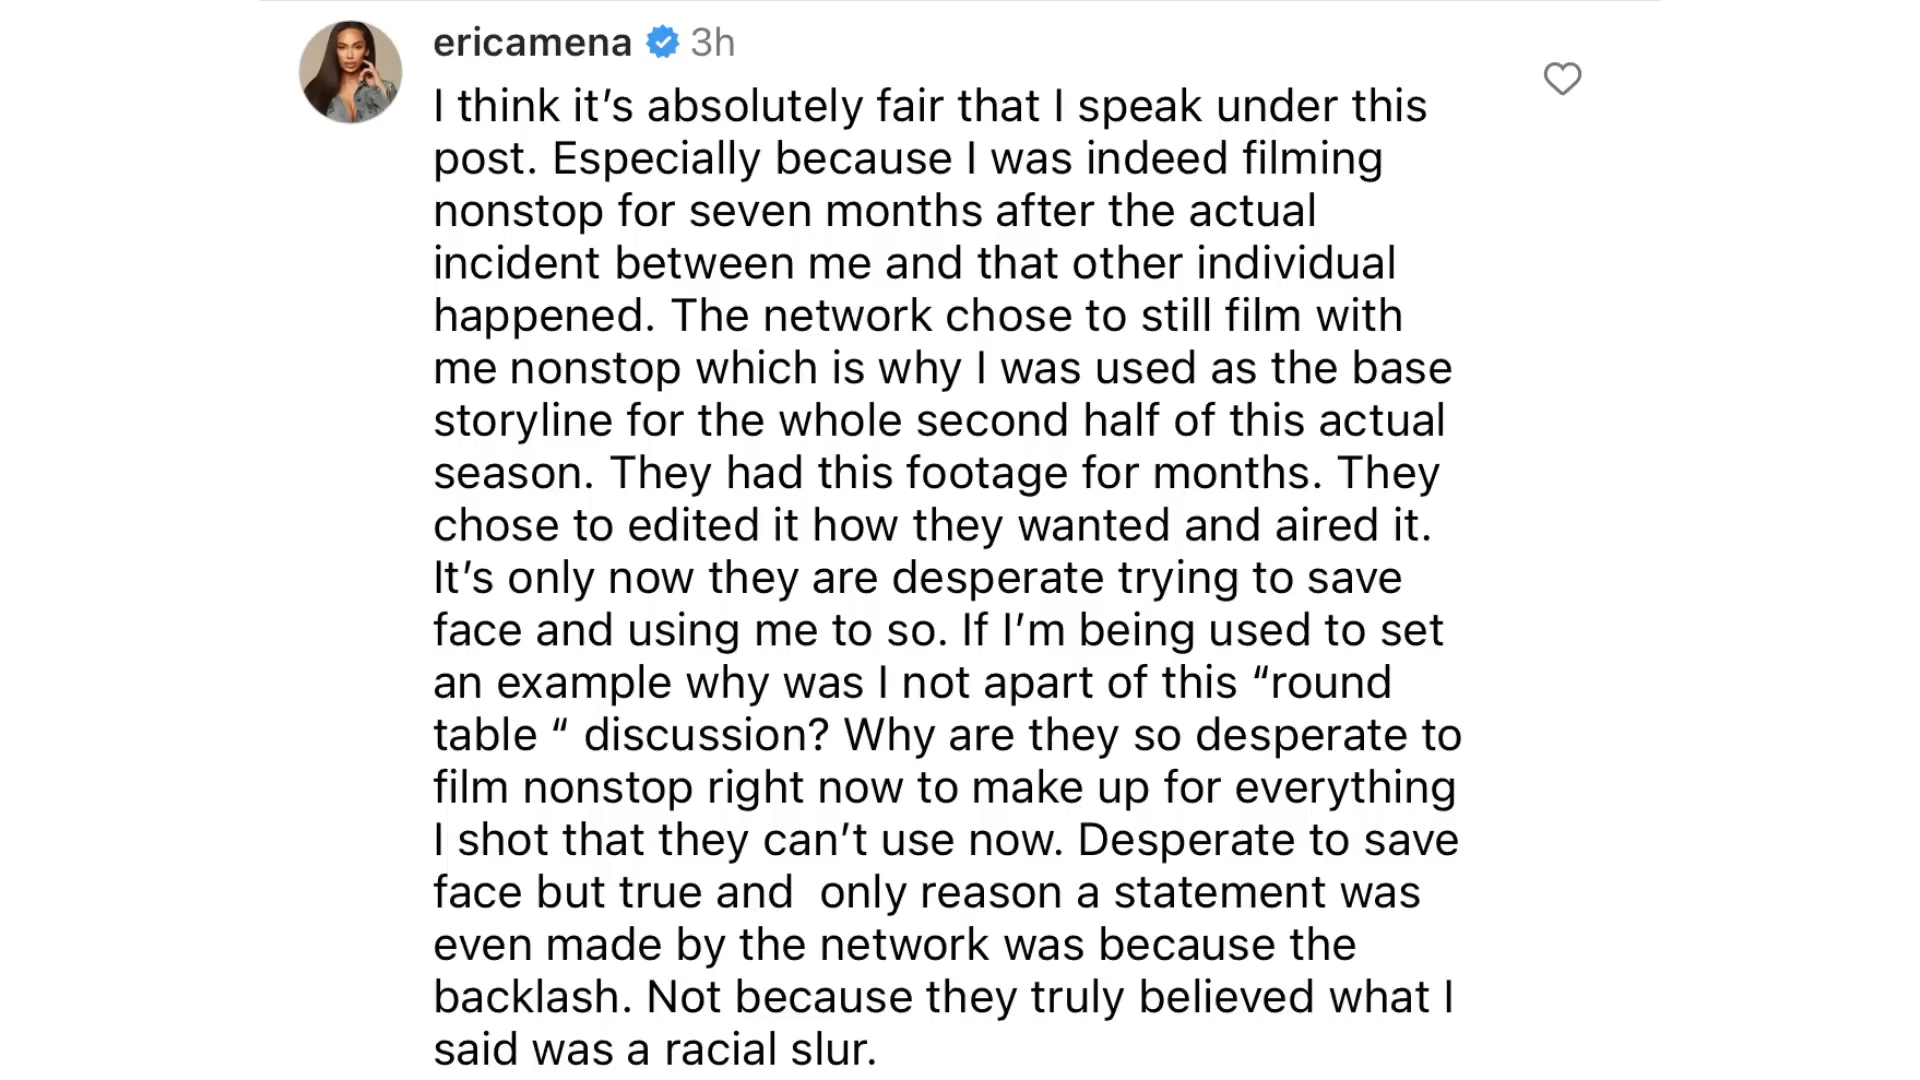 ericamena 3h
I think it’s absolutely fair that I speak under this
post. Especially because I was indeed filming
nonstop for seven months after the actual
incident between me and that other individual
happened. The network chose to still film with
me nonstop which is why I was used as the base
storyline for the whole second half of this actual
season. They had this footage for months. They
chose to edited it how they wanted and aired it.
It’s only now they are desperate trying to save
face and using me to so. If I’m being used to set
an example why was I not apart of this “round
table “ discussion? Why are they so desperate to
film nonstop right now to make up for everything
I shot that they can’t use now. Desperate to save
face but true and  only reason a statement was
even made by the network was because the
backlash. Not because they truly believed what I
said was a racial slur.